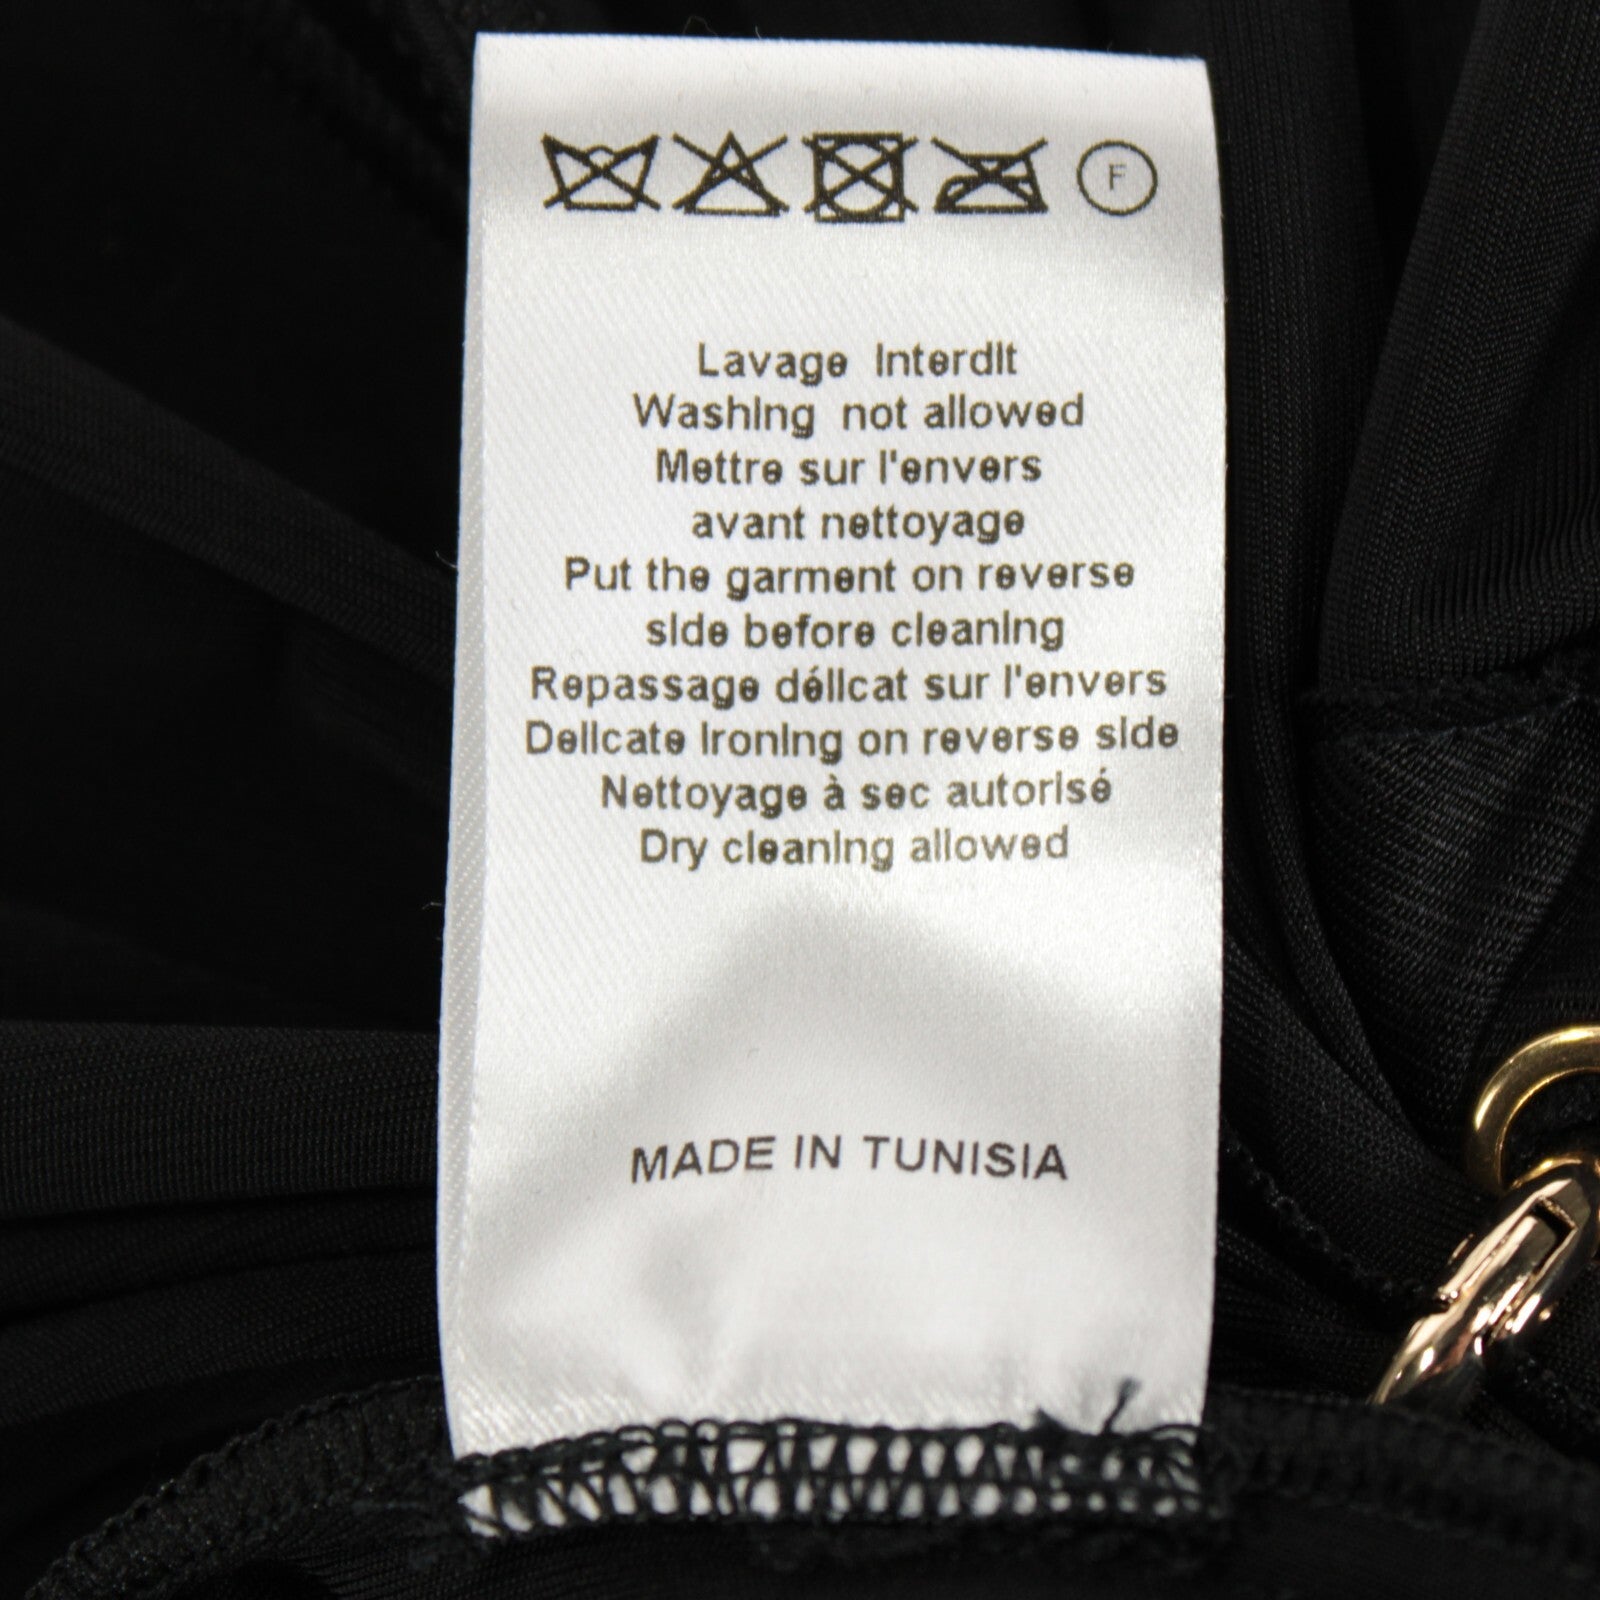 F
Lavage Interdit
Washing not allowed
Mettre sur l'envers
avant nettoyage
Put the garment on reverse
side before cleaning
Repassage délicat sur l'envers
Delicate ironing on reverse side
Nettoyage à sec autorisé
Dry cleaning allowed
MADE IN TUNISIA